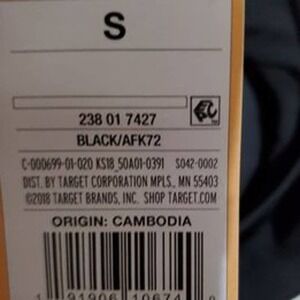 S
238 01 7427
BLACK/AFK72
C-000699-01-020 KS18_50A01-0391 S042-0002
DIST. BY TARGET CORPORATION MPLS., MN 55403
©2018 TARGET BRANDS, INC. SHOP TARGET.COM
ORIGIN: CAMBODIA